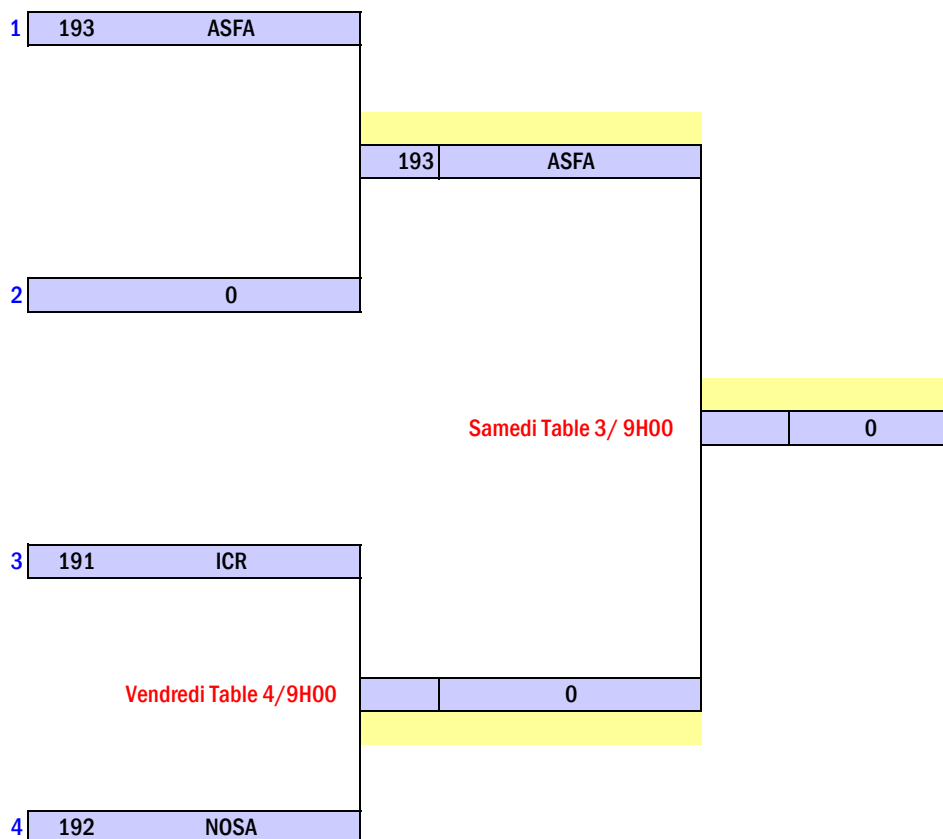 1 193 ASFA
193 ASFA
2 0
Samedi Table 3/ 9H00 0
3 191 ICR
Vendredi Table 4/9H00 0
4 192 NOSA